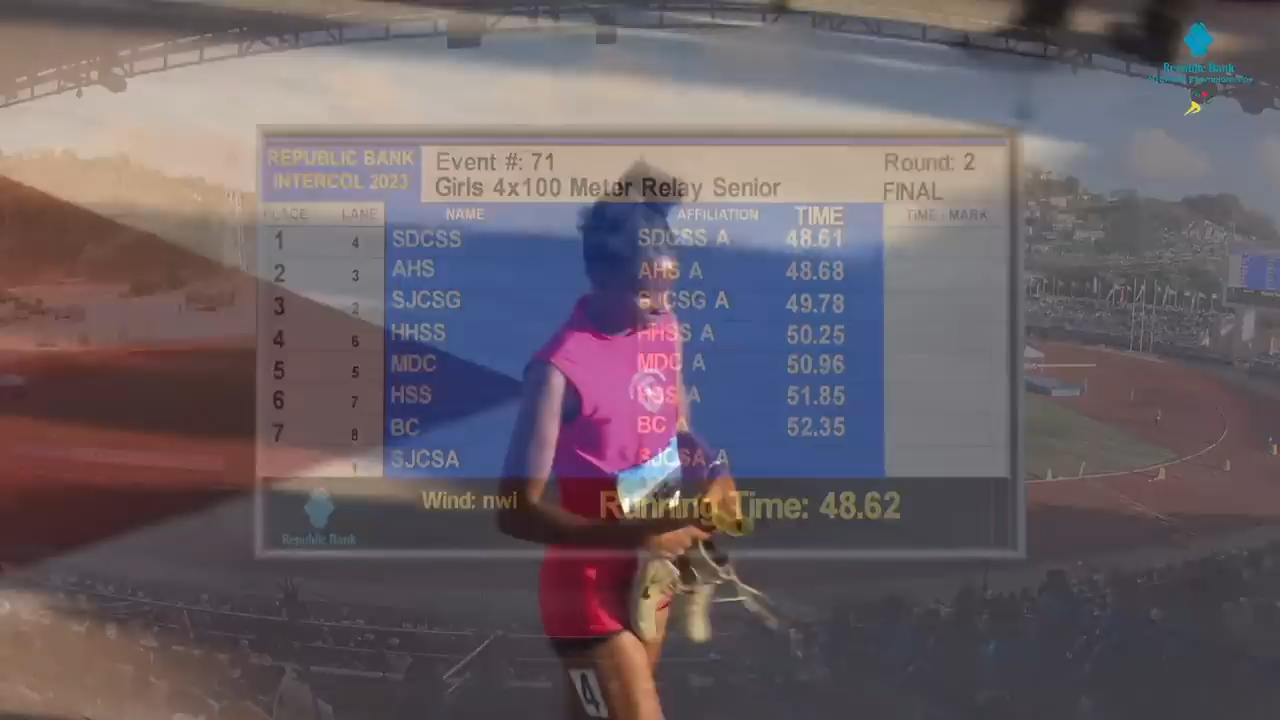 Republic Bank
REPUBLIC BANK
INTERCOL 2023
Event #: 71
Round: 2
Girls 4x100 Meter Relay Senior
FINAL
PLACE LANE NAME AFFILIATION TIME TIME / MARK
1 4 SDCSS SDCSS A 48.61
2 3 AHS AHS A 48.68
3 2 SJCSG SJCSG A 49.78
4 6 HHSS HHSS A 50.25
5 5 MDC MDC A 50.96
6 7 HSS HSS A 51.85
7 8 BC BC 52.35
1 SJCSA SJCSA A
Wind: nwi Running Time: 48.62
Republic Bank
4